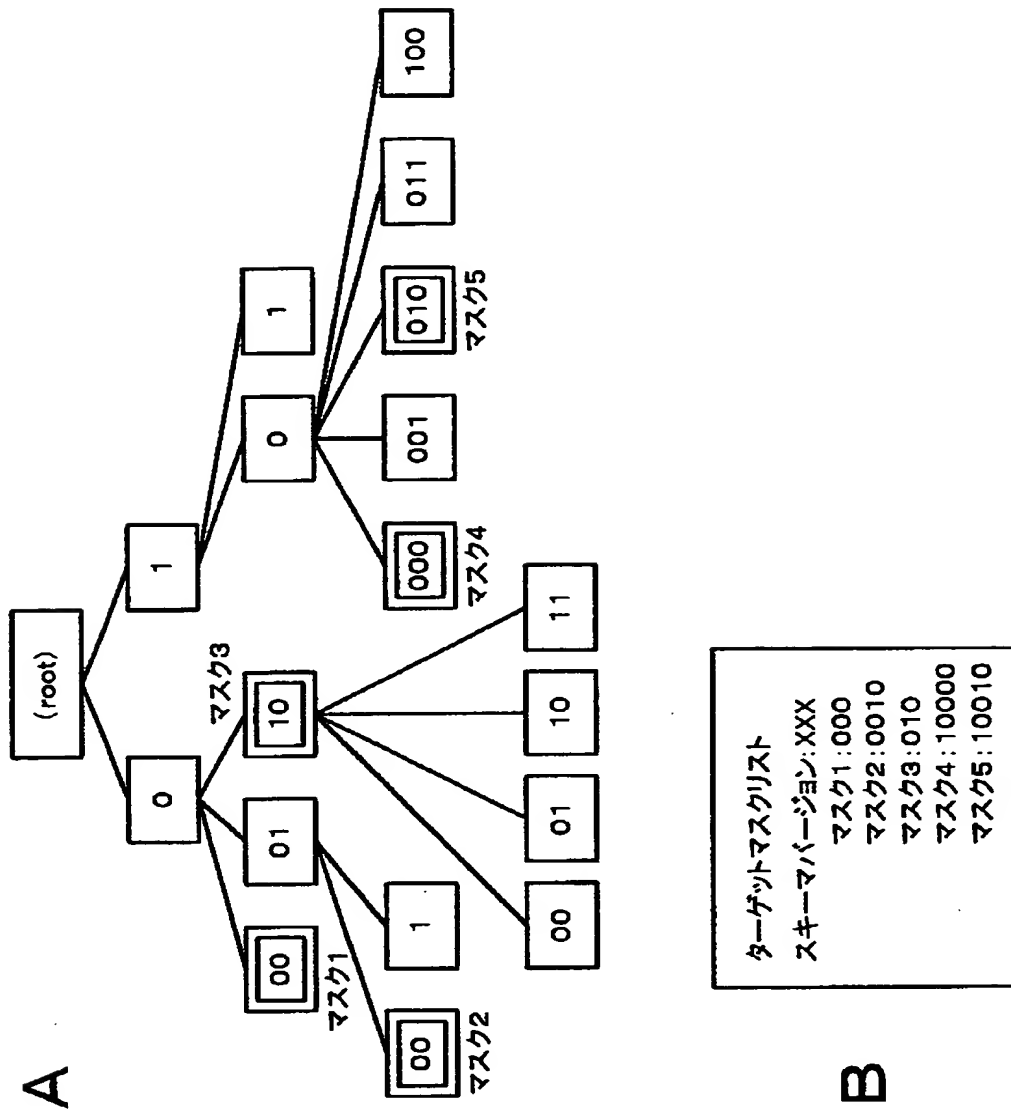 A
(root)
0
1
00
マスク1
01
10
マスク3
0
1
00
マスク2
1
000
マスク4
001
010
マスク5
011
100
00
01
10
11
B
ターゲットマスクリスト
スキーマバージョン:XXX
マスク1:000
マスク2:0010
マスク3:010
マスク4:10000
マスク5:10010